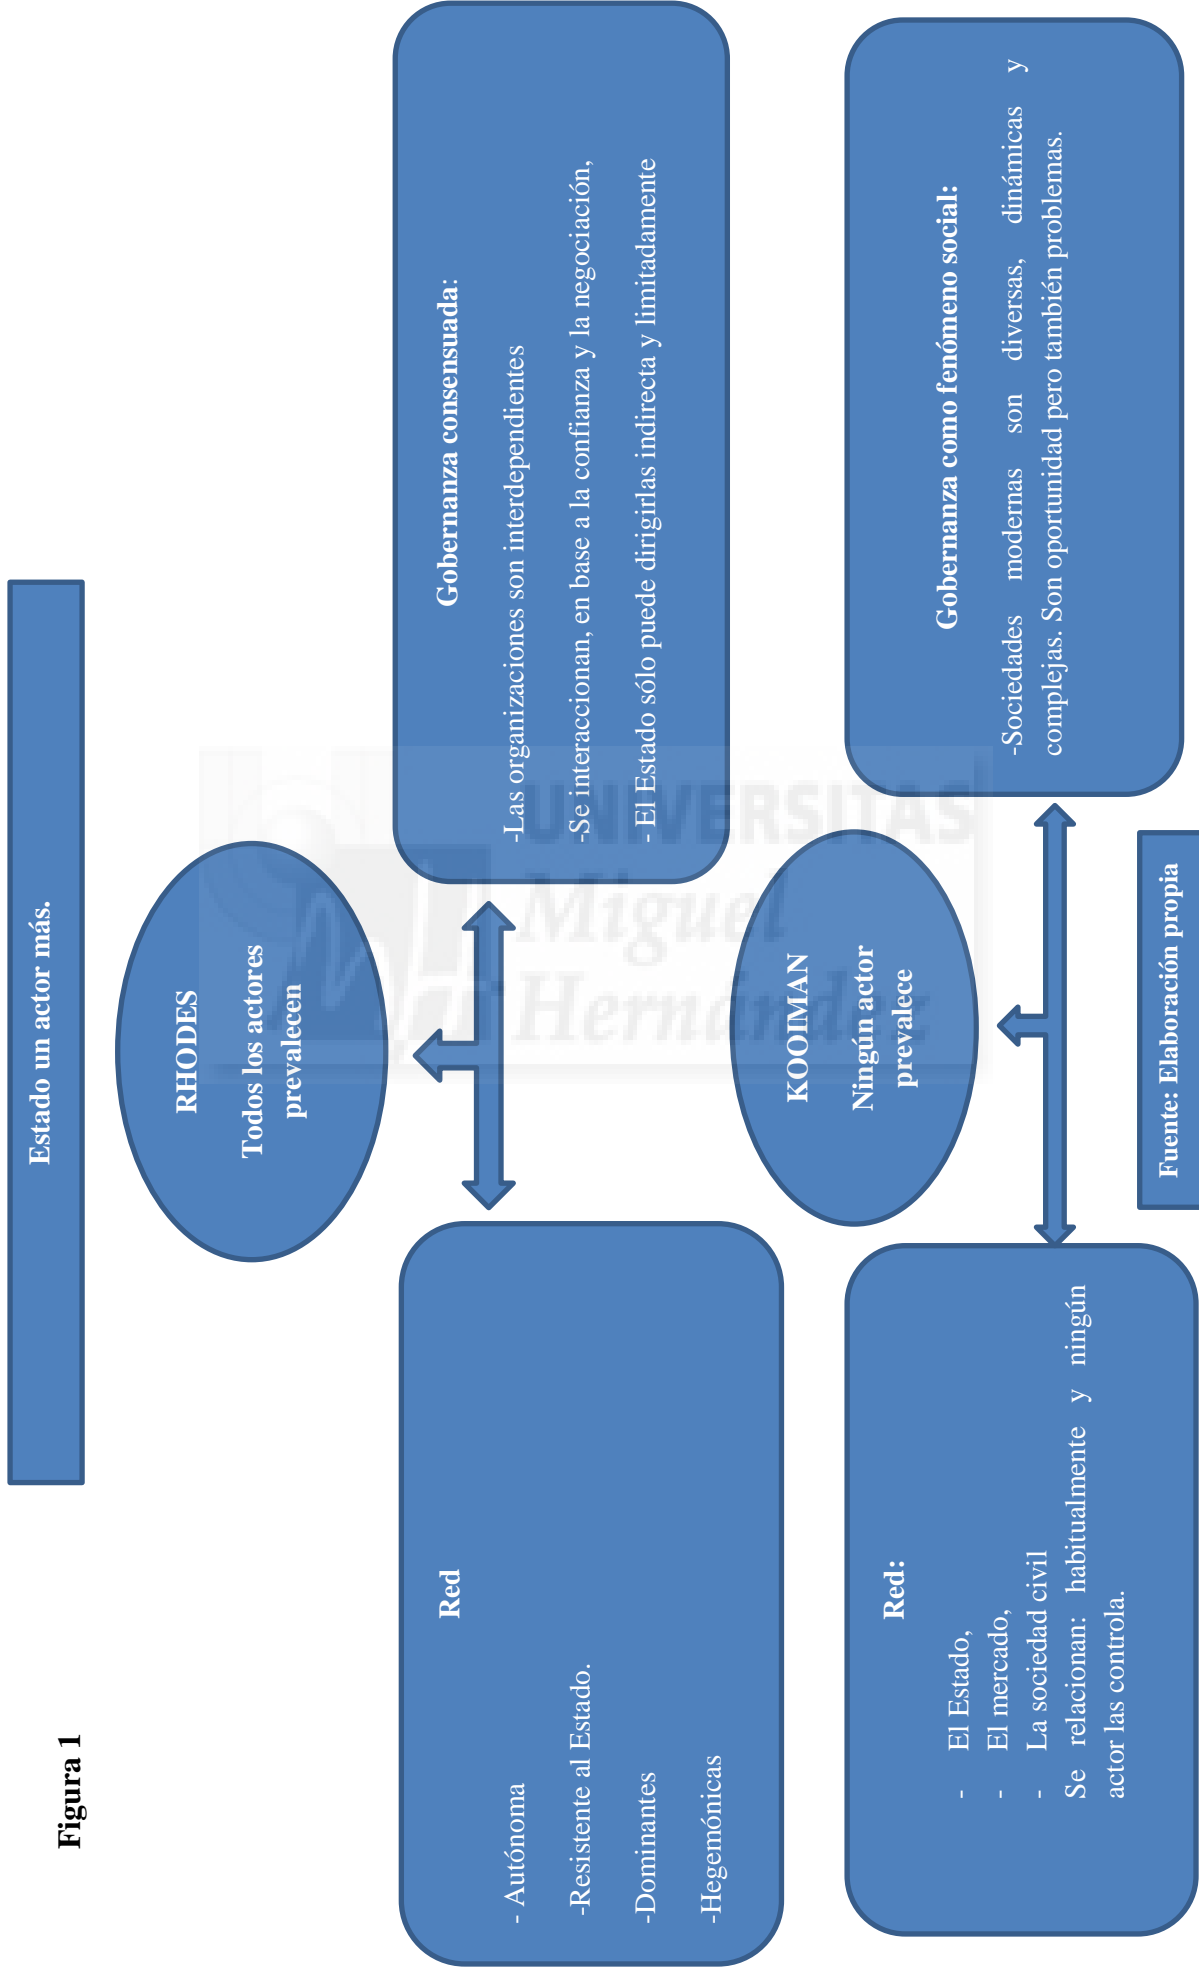 Figura 1
Estado un actor más.
RHODES
Todos los actores
prevalecen
Red
- Autónoma
-Resistente al Estado.
-Dominantes
-Hegemónicas
Gobernanza consensuada:
-Las organizaciones son interdependientes
-Se interaccionan, en base a la confianza y la negociación,
- El Estado sólo puede dirigirlas indirecta y limitadamente
KOOIMAN
Ningún actor
prevalece
Red:
- El Estado,
- El mercado,
- La sociedad civil
Se relacionan: habitualmente y ningún
actor las controla.
Gobernanza como fenómeno social:
-Sociedades modernas son diversas, dinámicas y
complejas. Son oportunidad pero también problemas.
Fuente: Elaboración propia
UNIVERSITAS
Miguel
Hernández